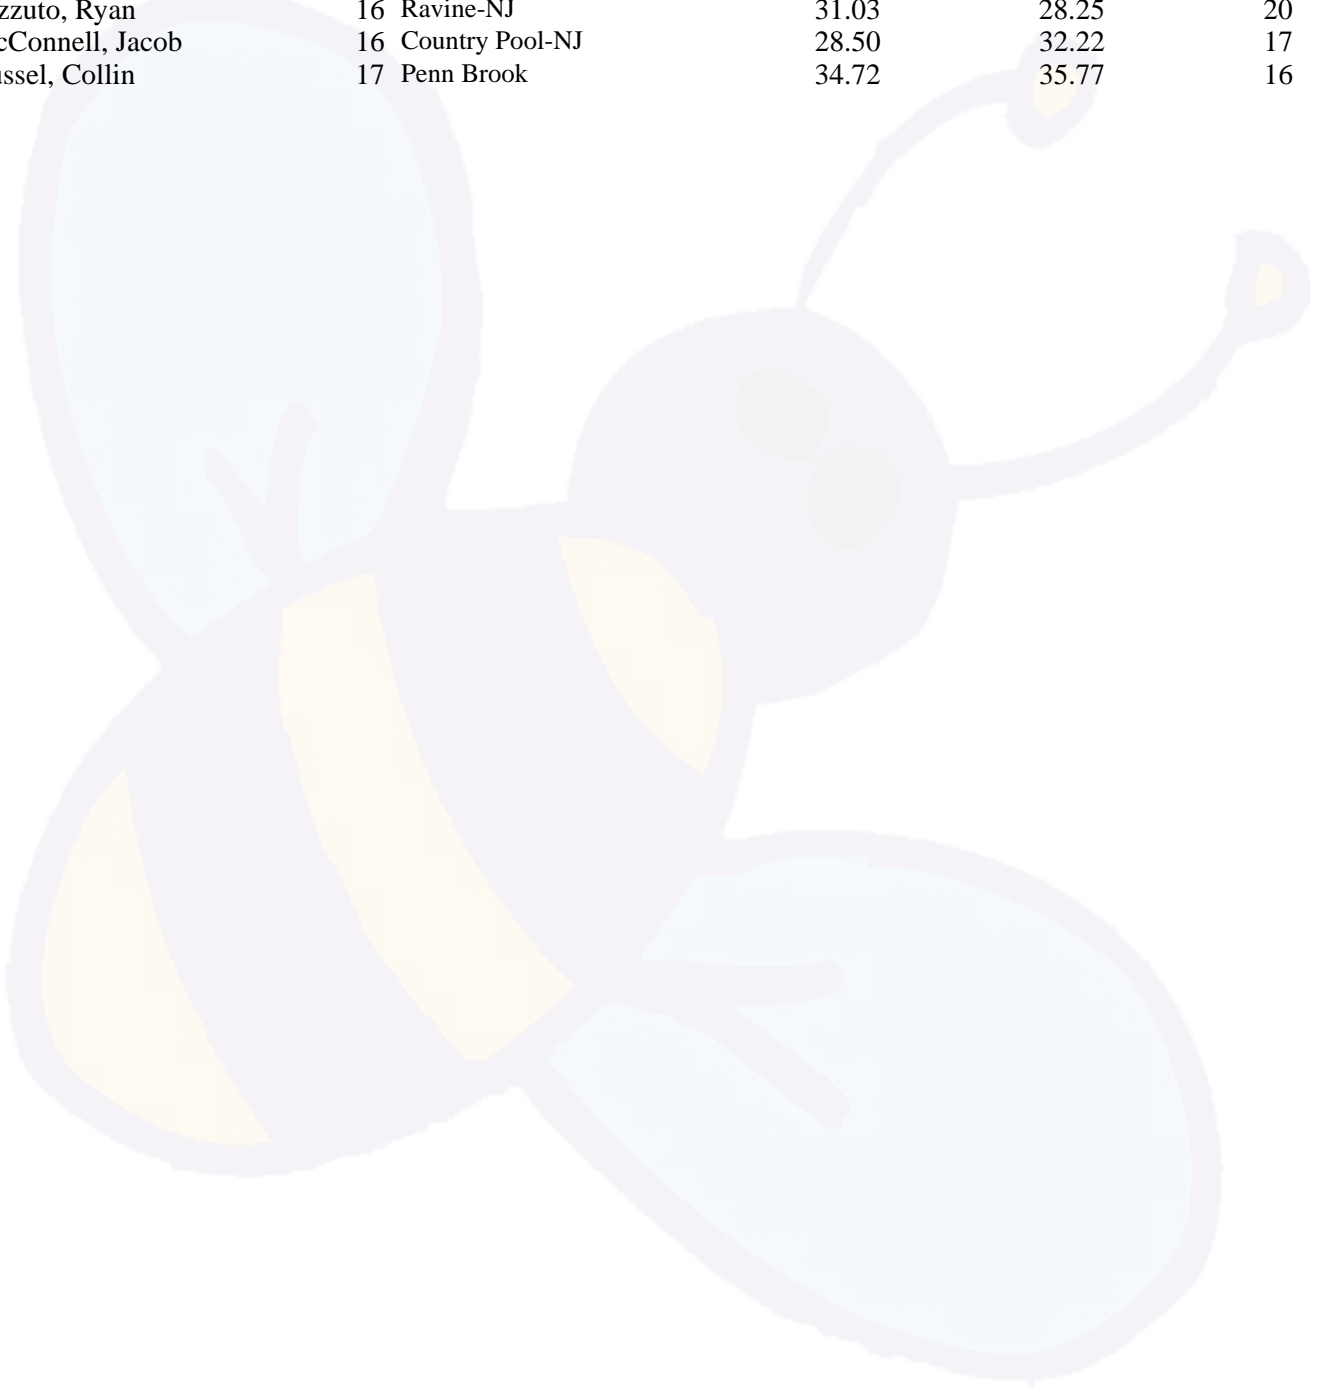 zzuto, Ryan 16 Ravine-NJ 31.03 28.25 20
cConnell, Jacob 16 Country Pool-NJ 28.50 32.22 17
ussel, Collin 17 Penn Brook 34.72 35.77 16